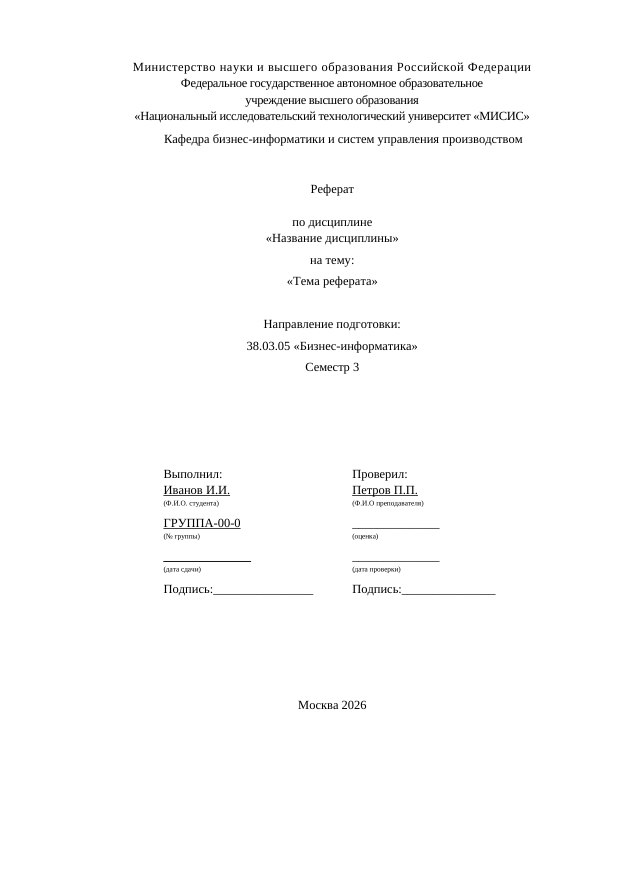 Министерство науки и высшего образования Российской Федерации
Федеральное государственное автономное образовательное
учреждение высшего образования
«Национальный исследовательский технологический университет «МИСИС»
Кафедра бизнес-информатики и систем управления производством
Реферат
по дисциплине
«Название дисциплины»
на тему:
«Тема реферата»
Направление подготовки:
38.03.05 «Бизнес-информатика»
Семестр 3
Выполнил:
Иванов И.И.
(Ф.И.О. студента)
ГРУППА-00-0
(№ группы)
______________
(дата сдачи)
Подпись:________________
Проверил:
Петров П.П.
(Ф.И.О преподавателя)
______________
(оценка)
______________
(дата проверки)
Подпись:_______________
Москва 2026